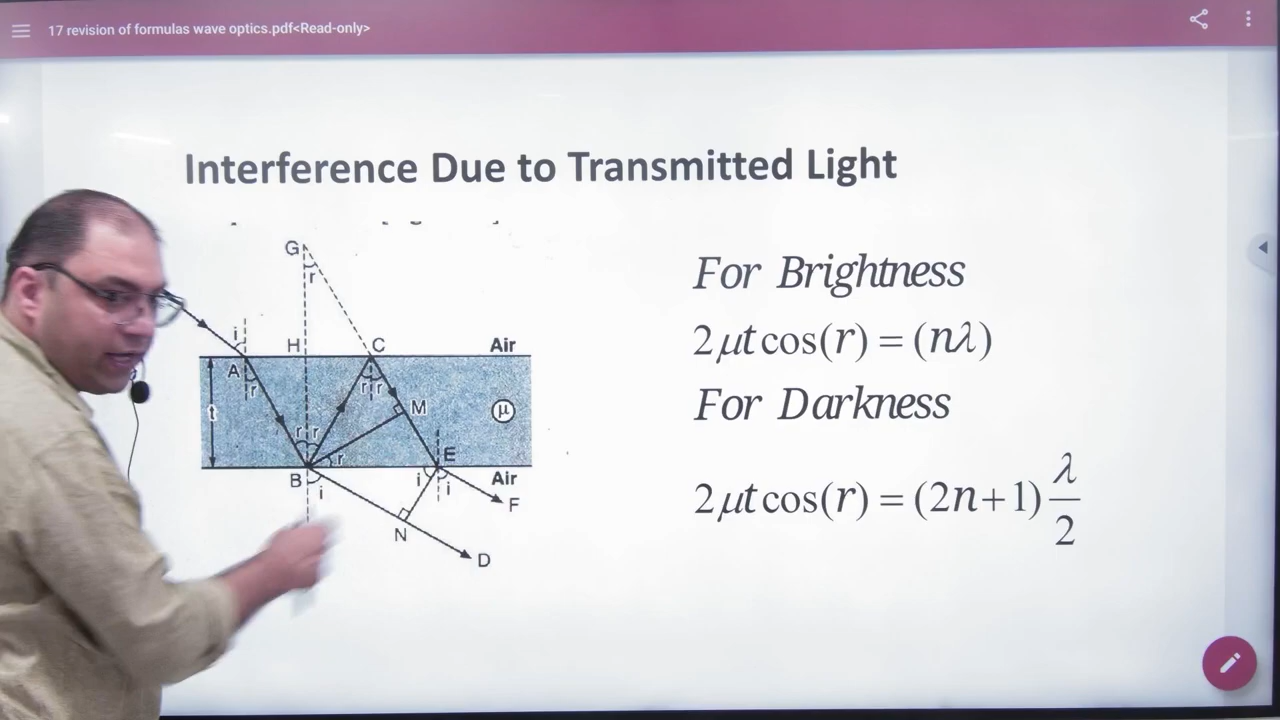 17 revision of formulas wave optics.pdf<Read-only>
Interference Due to Transmitted Light
G
r
i
H
C
Air
A
r
r r
t
M
μ
r r
r
E
B
i
i
i
Air
F
N
D
For Brightness
2μt cos(r) = (nλ)
For Darkness
2μt cos(r) = (2n+1) λ/2